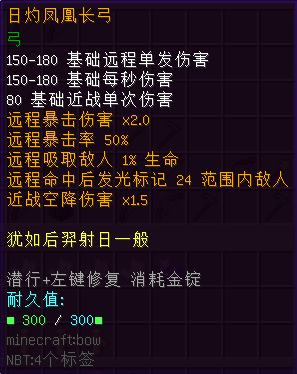 日灼凤凰长弓
弓
150-180 基础远程单发伤害
150-180 基础每秒伤害
80 基础近战单次伤害
远程暴击伤害 x2.0
远程暴击率 50%
远程吸取敌人 1% 生命
远程命中后发光标记 24 范围内敌人
近战空降伤害 x1.5
犹如后羿射日一般
潜行+左键修复 消耗金锭
耐久值:
■ 300 / 300■
minecraft:bow
NBT:4个标签